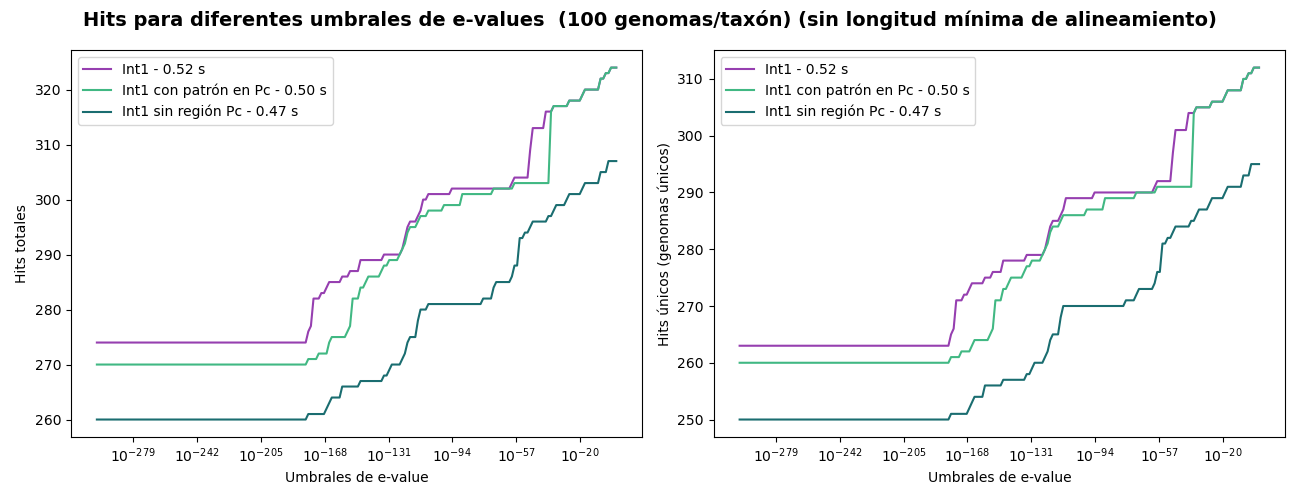 Hits para diferentes umbrales de e-values  (100 genomas/taxón) (sin longitud mínima de alineamiento)
Int1 - 0.52 s
Int1 con patrón en Pc - 0.50 s
Int1 sin región Pc - 0.47 s
Hits totales
320
310
300
290
280
270
260
10⁻²⁷⁹ 10⁻²⁴² 10⁻²⁰⁵ 10⁻¹⁶⁸ 10⁻¹³¹ 10⁻⁹⁴ 10⁻⁵⁷ 10⁻²⁰
Umbrales de e-value
Int1 - 0.52 s
Int1 con patrón en Pc - 0.50 s
Int1 sin región Pc - 0.47 s
Hits únicos (genomas únicos)
310
300
290
280
270
260
250
10⁻²⁷⁹ 10⁻²⁴² 10⁻²⁰⁵ 10⁻¹⁶⁸ 10⁻¹³¹ 10⁻⁹⁴ 10⁻⁵⁷ 10⁻²⁰
Umbrales de e-value